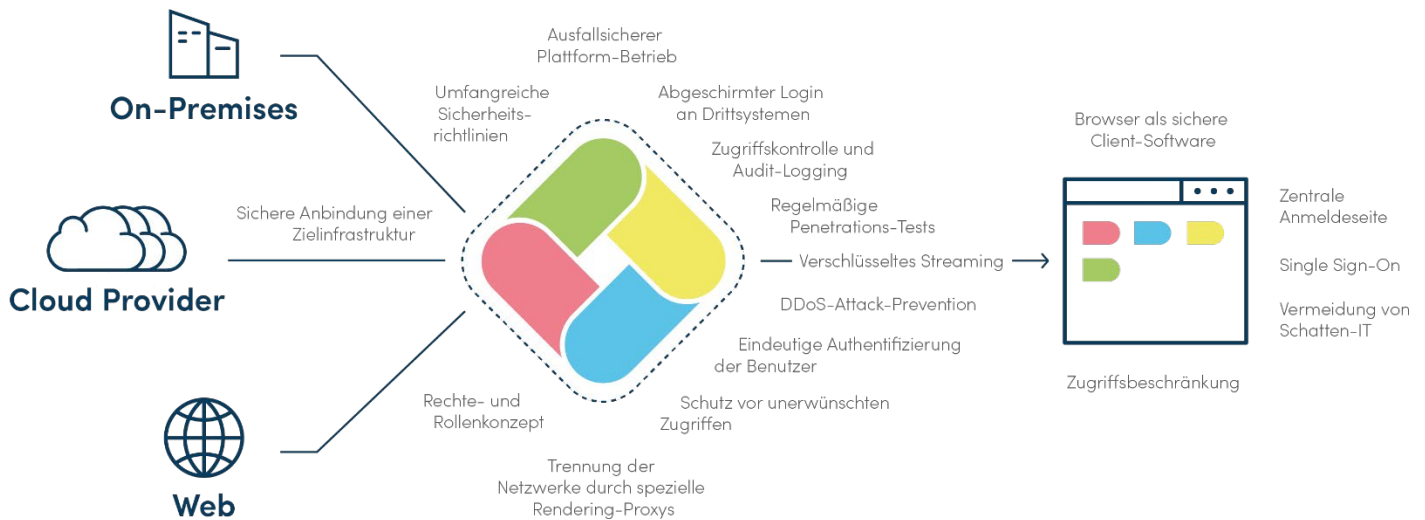 On-Premises
Cloud Provider
Web
Sichere Anbindung einer
Zielinfrastruktur
Ausfallsicherer
Plattform-Betrieb
Umfangreiche
Sicherheits-
richtlinien
Abgeschirmter Login
an Drittsystemen
Zugriffskontrolle und
Audit-Logging
Regelmäßige
Penetrations-Tests
Verschlüsseltes Streaming
DDoS-Attack-Prevention
Eindeutige Authentifizierung
der Benutzer
Schutz vor unerwünschten
Zugriffen
Rechte- und
Rollenkonzept
Trennung der
Netzwerke durch spezielle
Rendering-Proxys
Browser als sichere
Client-Software
Zentrale
Anmeldeseite
Single Sign-On
Vermeidung von
Schatten-IT
Zugriffsbeschränkung